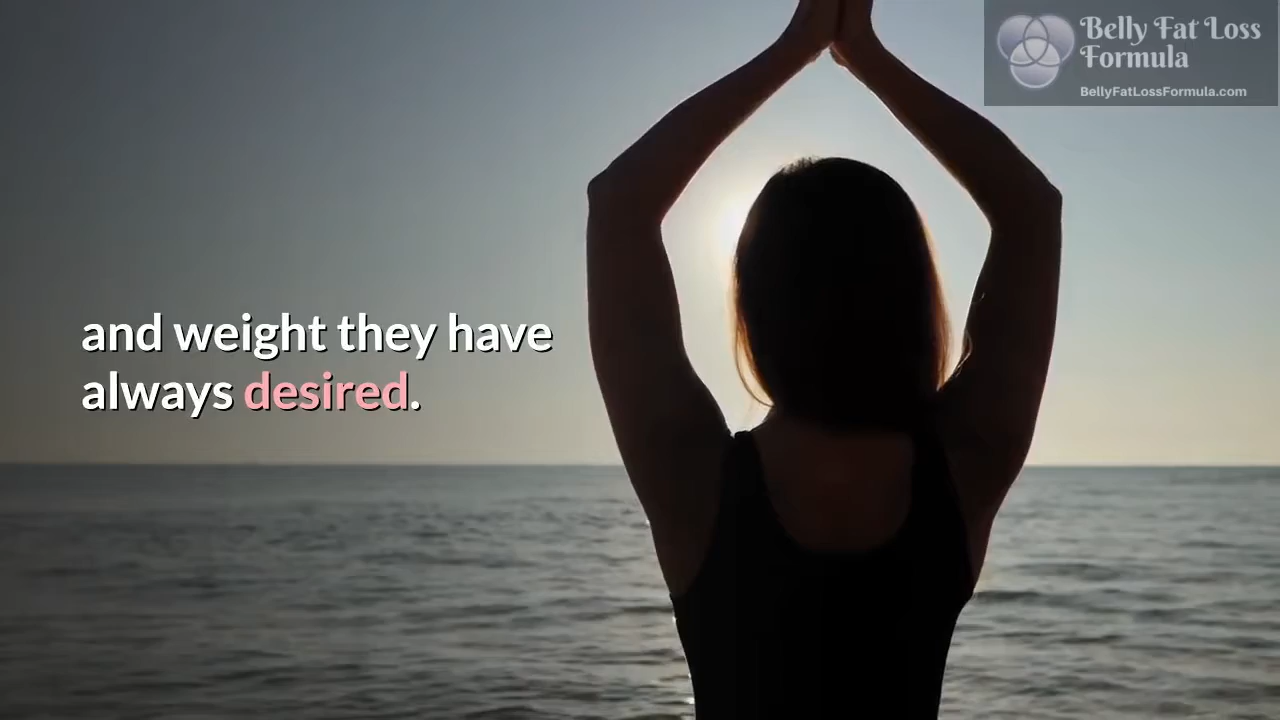 Belly Fat Loss
Formula
BellyFatLossFormula.com
and weight they have
always desired.